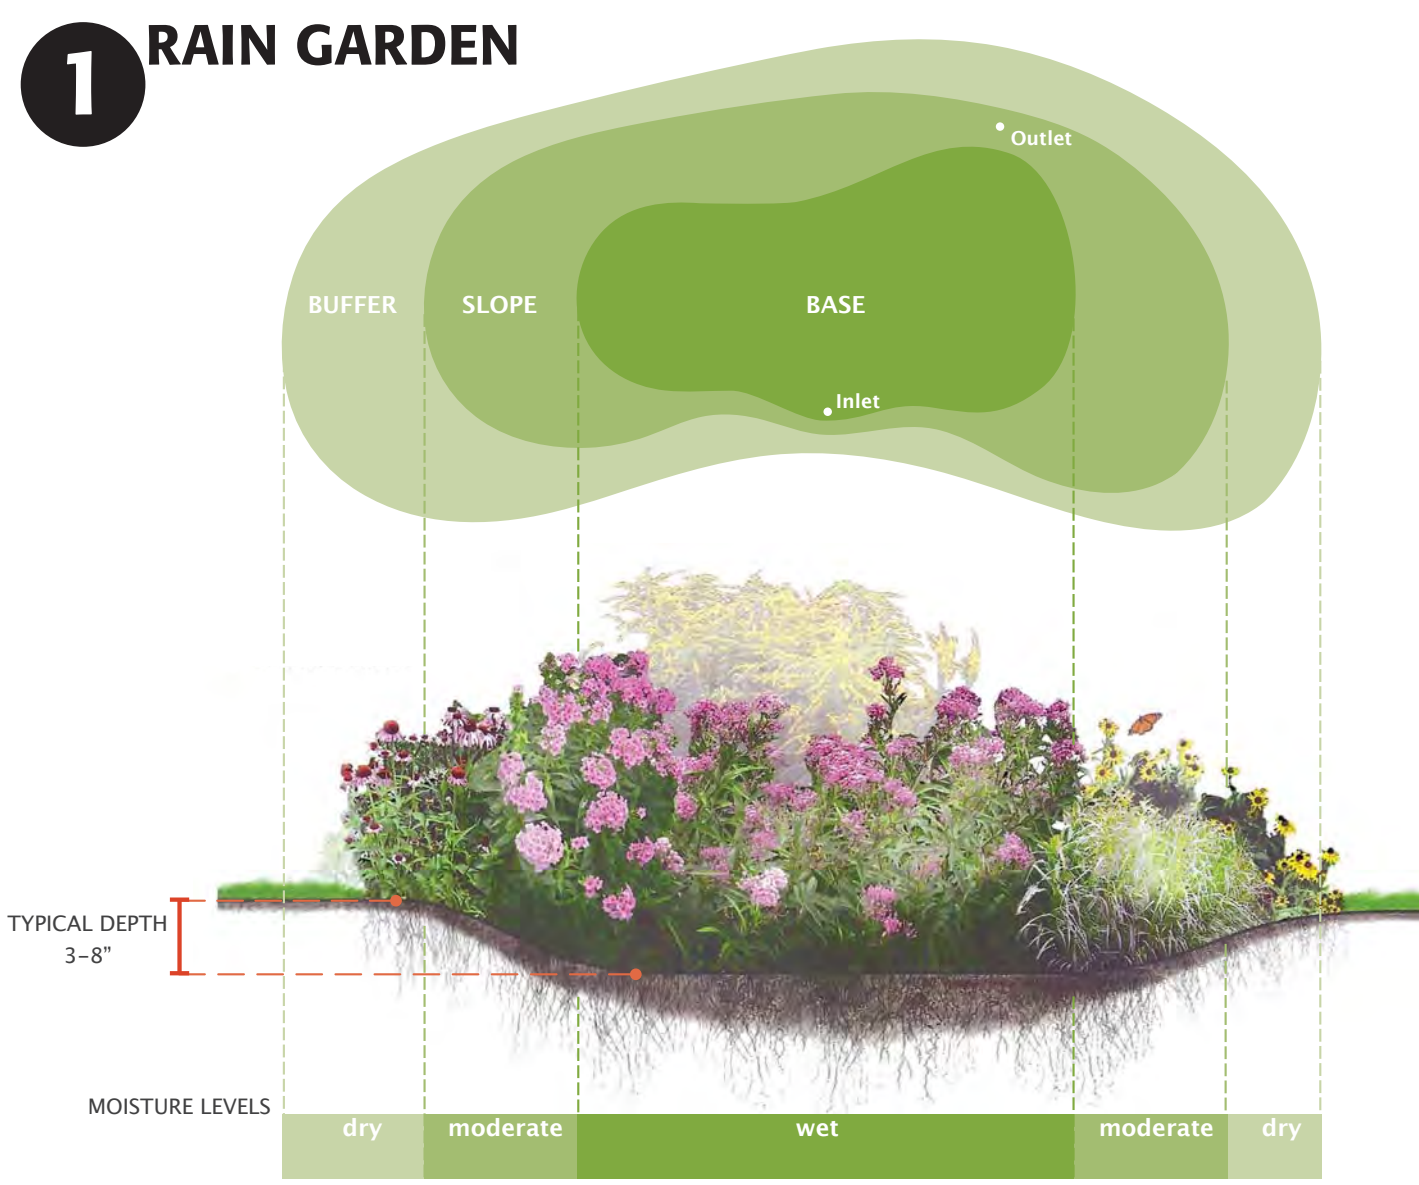 1 RAIN GARDEN
Outlet
BUFFER SLOPE BASE
Inlet
TYPICAL DEPTH
3–8”
MOISTURE LEVELS
dry moderate wet moderate dry